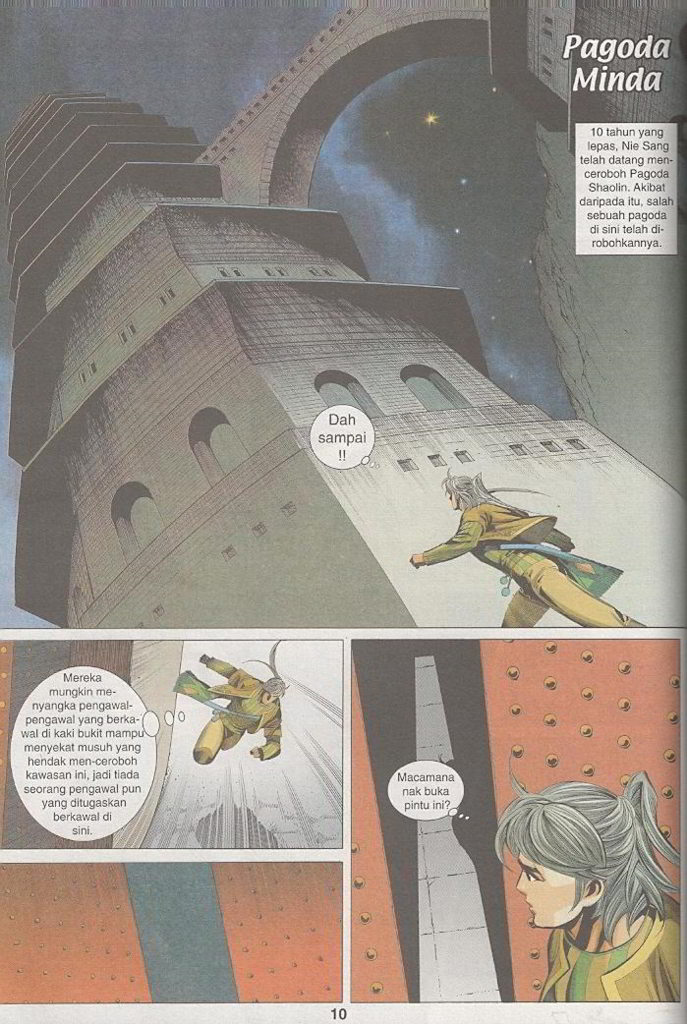 Pagoda
Minda
10 tahun yang
lepas, Nie Sang
telah datang men-
ceroboh Pagoda
Shaolin. Akibat
daripada itu, salah
sebuah pagoda
di sini telah di-
robohkannya.
Dah
sampai
!!
Mereka
mungkin me-
nyangka pengawal-
pengawal yang berka-
wal di kaki bukit mampu
menyekat musuh yang
hendak men-ceroboh
kawasan ini, jadi tiada
seorang pengawal pun
yang ditugaskan
berkawal di
sini.
Macamana
nak buka
pintu ini?
10